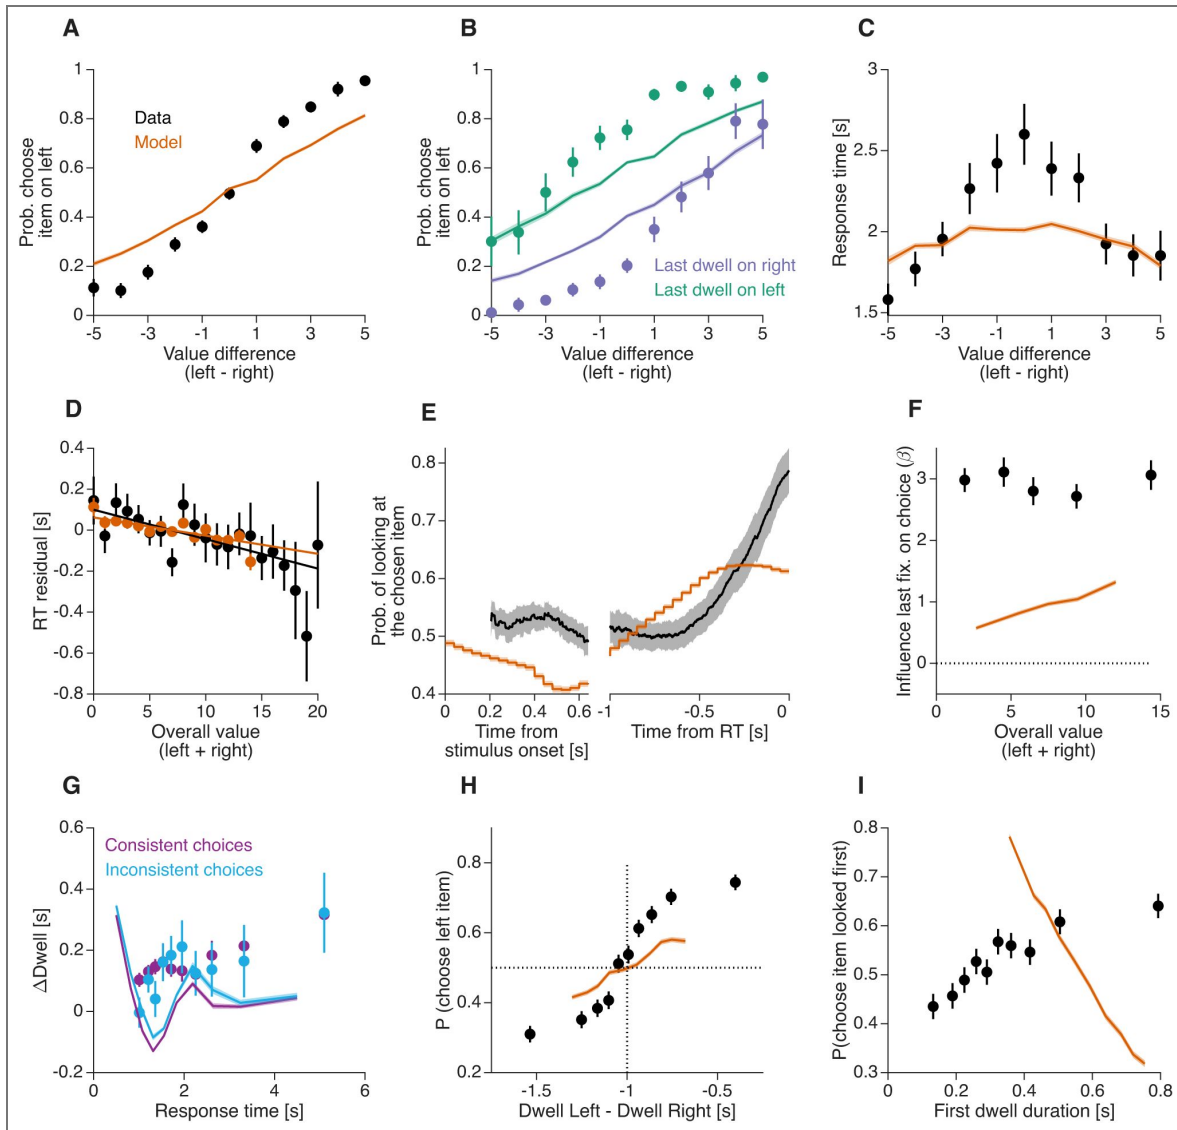 A
Prob. choose
item on left
1
0.8
0.6
0.4
0.2
0
Data
Model
-5
-3
-1
1
3
5
Value difference
(left - right)
B
Prob. choose
item on left
1
0.8
0.6
0.4
0.2
0
Last dwell on right
Last dwell on left
-5
-3
-1
1
3
5
Value difference
(left - right)
C
Response time [s]
3
2.5
2
1.5
-5
-3
-1
1
3
5
Value difference
(left - right)
D
RT residual [s]
0.4
0.2
0
-0.2
-0.4
-0.6
-0.8
0
5
10
15
20
Overall value
(left + right)
E
Prob. of looking at
the chosen item
0.8
0.7
0.6
0.5
0.4
0
0.2
0.4
0.6
Time from
stimulus onset [s]
-1
-0.5
0
Time from RT [s]
F
Influence last fix. on choice (β)
3
2
1
0
0
5
10
15
Overall value
(left + right)
G
ΔDwell [s]
0.6
0.4
0.2
0
-0.2
Consistent choices
Inconsistent choices
0
2
4
6
Response time [s]
H
P (choose left item)
0.8
0.6
0.4
0.2
-1.5
-1
-0.5
Dwell Left - Dwell Right [s]
I
P(choose item looked first)
0.8
0.7
0.6
0.5
0.4
0.3
0
0.2
0.4
0.6
0.8
First dwell duration [s]